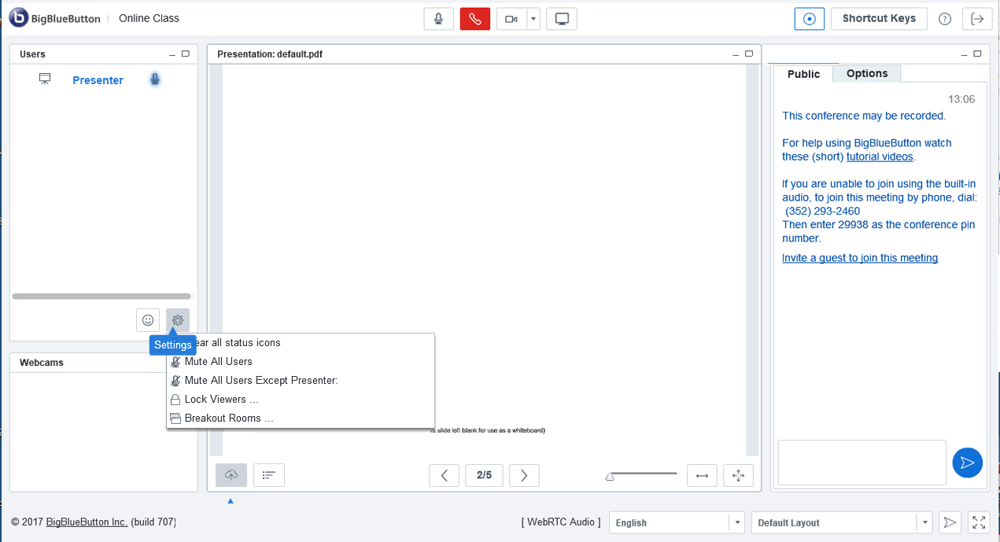 BigBlueButton
Online Class
Shortcut Keys
Users
Presenter
Settings
Clear all status icons
Mute All Users
Mute All Users Except Presenter:
Lock Viewers ...
Breakout Rooms ...
Webcams
Presentation: default.pdf
is slide left blank for use as a whiteboard)
2/5
Public
Options
13:06
This conference may be recorded.
For help using BigBlueButton watch
these (short) tutorial videos.
If you are unable to join using the built-in
audio, to join this meeting by phone, dial:
(352) 293-2460
Then enter 29938 as the conference pin
number.
Invite a guest to join this meeting
© 2017 BigBlueButton Inc. (build 707)
[ WebRTC Audio ]
English
Default Layout